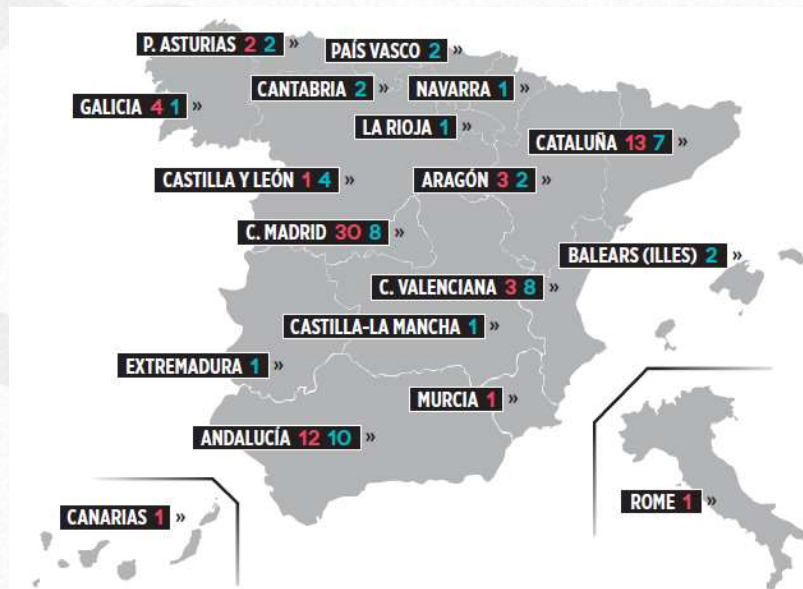 P. ASTURIAS 2 2 »
PAÍS VASCO 2 »
CANTABRIA 2 »
NAVARRA 1 »
GALICIA 4 1 »
LA RIOJA 1 »
CATALUÑA 13 7 »
CASTILLA Y LEÓN 1 4 »
ARAGÓN 3 2 »
C. MADRID 30 8 »
BALEARS (ILLES) 2 »
C. VALENCIANA 3 8 »
CASTILLA-LA MANCHA 1 »
EXTREMADURA 1 »
MURCIA 1 »
ANDALUCÍA 12 10 »
CANARIAS 1 »
ROME 1 »